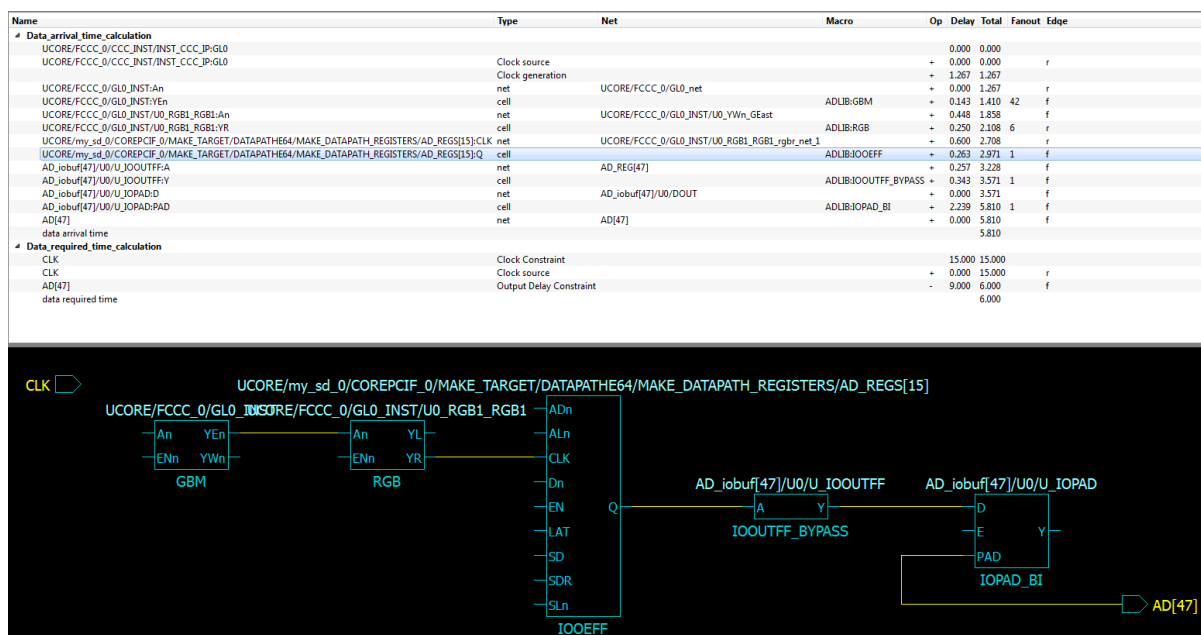 Name Type Net Macro Op Delay Total Fanout Edge
Data_arrival_time_calculation
UCORE/FCCC_0/CCC_INST/INST_CCC_IP:GL0 0.000 0.000
UCORE/FCCC_0/CCC_INST/INST_CCC_IP:GL0 Clock source + 0.000 0.000 r
Clock generation + 1.267 1.267
UCORE/FCCC_0/GL0_INST:An net UCORE/FCCC_0/GL0_net + 0.000 1.267 r
UCORE/FCCC_0/GL0_INST:YEn cell ADLIB:GBM + 0.143 1.410 42 f
UCORE/FCCC_0/GL0_INST/U0_RGB1_RGB1:An net UCORE/FCCC_0/GL0_INST/U0_YWn_GEast + 0.448 1.858 f
UCORE/FCCC_0/GL0_INST/U0_RGB1_RGB1:YR cell ADLIB:RGB + 0.250 2.108 6 r
UCORE/my_sd_0/COREPCIF_0/MAKE_TARGET/DATAPATHE64/MAKE_DATAPATH_REGISTERS/AD_REGS[15]:CLK net UCORE/FCCC_0/GL0_INST/U0_RGB1_RGB1_rgbr_net_1 + 0.600 2.708 r
UCORE/my_sd_0/COREPCIF_0/MAKE_TARGET/DATAPATHE64/MAKE_DATAPATH_REGISTERS/AD_REGS[15]:Q cell ADLIB:IOOEFF + 0.263 2.971 1 f
AD_iobuf[47]/U0/U_IOOUTFF:A net AD_REG[47] + 0.257 3.228 f
AD_iobuf[47]/U0/U_IOOUTFF:Y cell ADLIB:IOOUTFF_BYPASS + 0.343 3.571 1 f
AD_iobuf[47]/U0/U_IOPAD:D net AD_iobuf[47]/U0/DOUT + 0.000 3.571 f
AD_iobuf[47]/U0/U_IOPAD:PAD cell ADLIB:IOPAD_BI + 2.239 5.810 1 f
AD[47] net AD[47] + 0.000 5.810 f
data arrival time 5.810
Data_required_time_calculation
CLK Clock Constraint 15.000 15.000
CLK Clock source + 0.000 15.000 r
AD[47] Output Delay Constraint - 9.000 6.000 f
data required time 6.000
CLK
UCORE/my_sd_0/COREPCIF_0/MAKE_TARGET/DATAPATHE64/MAKE_DATAPATH_REGISTERS/AD_REGS[15]
UCORE/FCCC_0/GL0_INST UCORE/FCCC_0/GL0_INST/U0_RGB1_RGB1
An YEn
ENn YWn
GBM
An YL
ENn YR
RGB
ADn
ALn
CLK
Dn
EN Q
LAT
SD
SDR
SLn
IOOEFF
AD_iobuf[47]/U0/U_IOOUTFF
A Y
IOOUTFF_BYPASS
AD_iobuf[47]/U0/U_IOPAD
D
E Y
PAD
IOPAD_BI
AD[47]